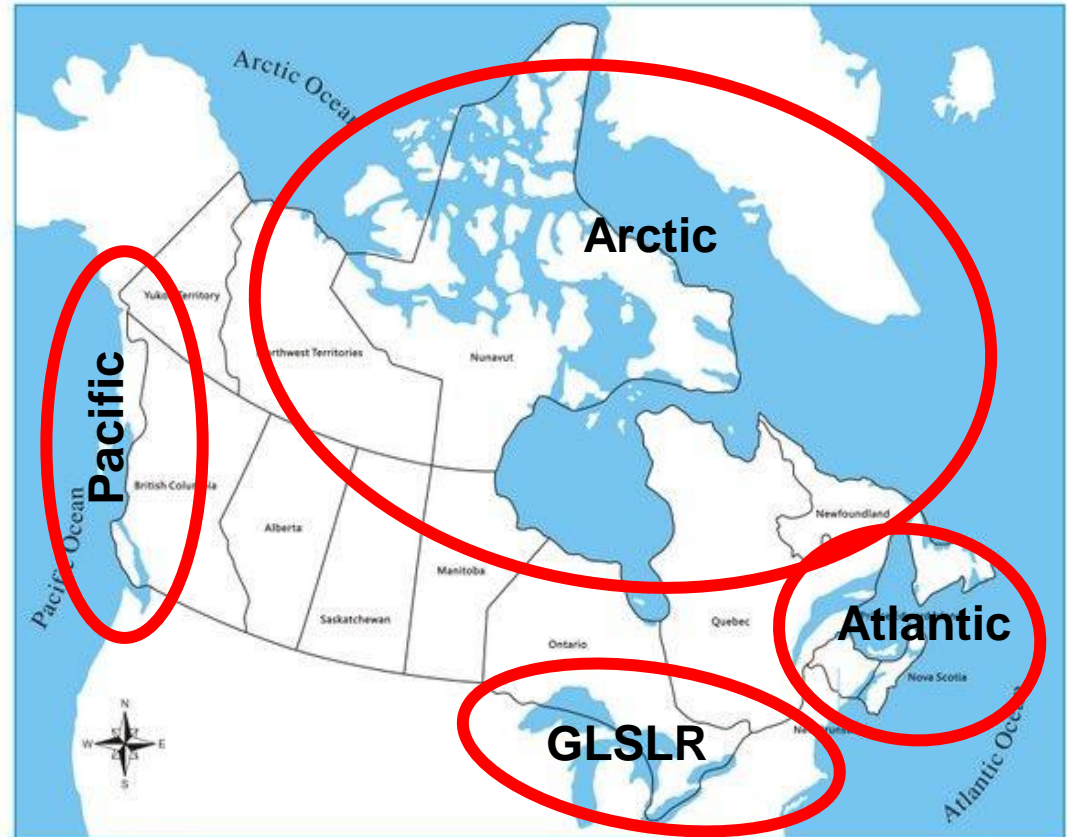 Arctic Ocean
Arctic
Yukon Territory
Northwest Territories
Nunavut
Pacific
British Columbia
Pacific Ocean
Alberta
Saskatchewan
Manitoba
Ontario
Quebec
Newfoundland
Atlantic
Nova Scotia
GLSLR
Atlantic Ocean
N
W
E
S